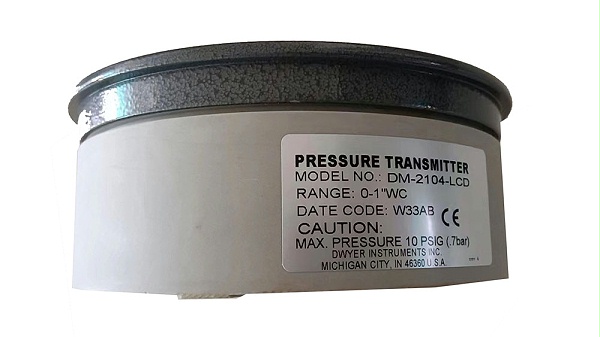 PRESSURE TRANSMITTER
MODEL NO.: DM-2104-LCD
RANGE: 0-1"WC
DATE CODE: W33AB CE
CAUTION:
MAX. PRESSURE 10 PSIG (.7bar)
DWYER INSTRUMENTS INC.
MICHIGAN CITY, IN 46360 U.S.A.